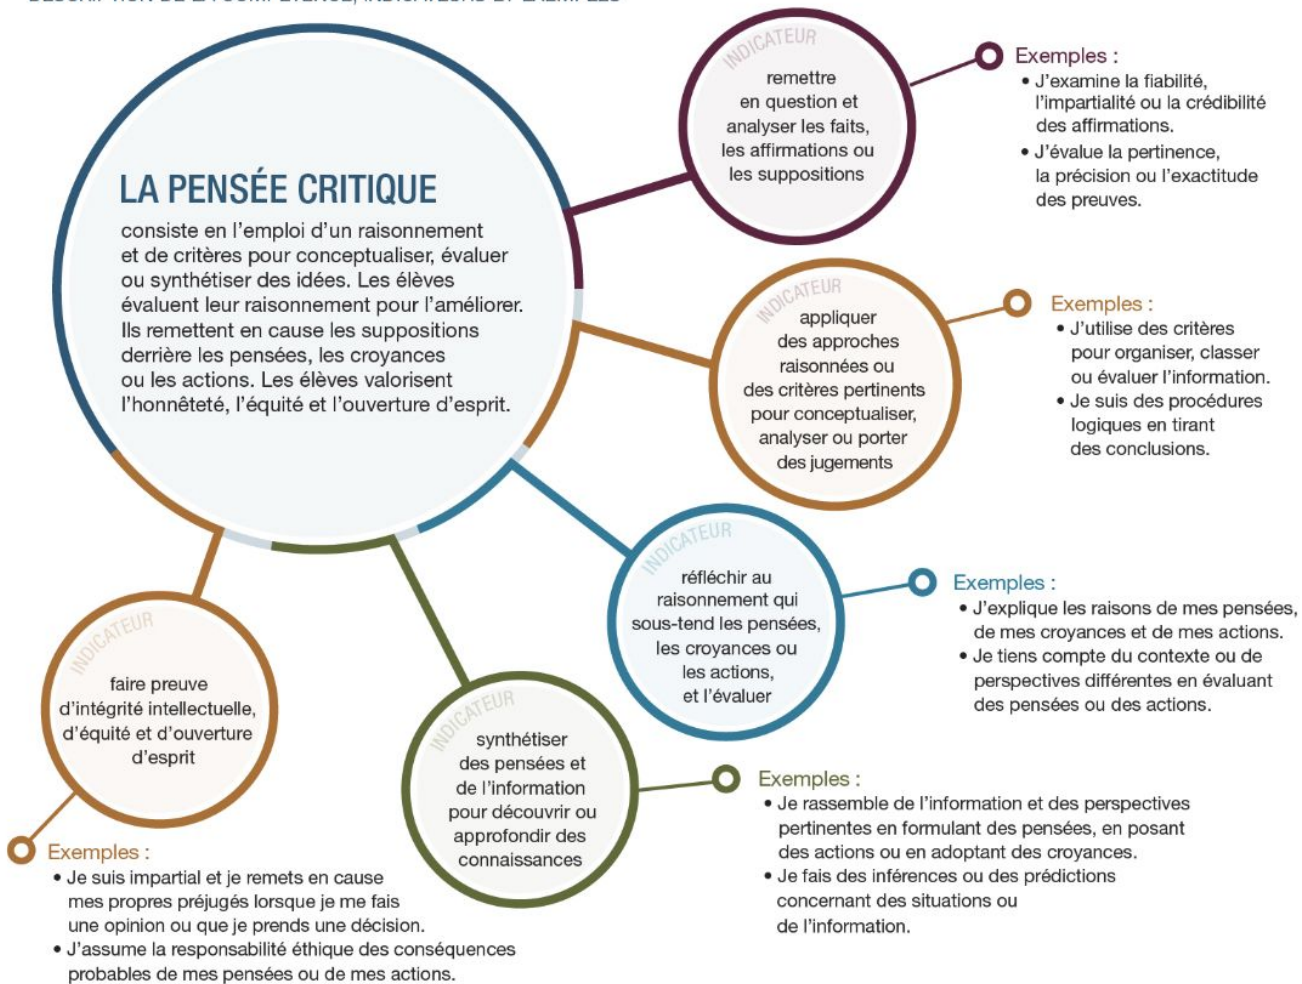 LA PENSÉE CRITIQUE
consiste en l'emploi d'un raisonnement
et de critères pour conceptualiser, évaluer
ou synthétiser des idées. Les élèves
évaluent leur raisonnement pour l'améliorer.
Ils remettent en cause les suppositions
derrière les pensées, les croyances
ou les actions. Les élèves valorisent
l'honnêteté, l'équité et l'ouverture d'esprit.
INDICATEUR
remettre
en question et
analyser les faits,
les affirmations ou
les suppositions
Exemples :
• J'examine la fiabilité,
l'impartialité ou la crédibilité
des affirmations.
• J'évalue la pertinence,
la précision ou l'exactitude
des preuves.
INDICATEUR
appliquer
des approches
raisonnées ou
des critères pertinents
pour conceptualiser,
analyser ou porter
des jugements
Exemples :
• J'utilise des critères
pour organiser, classer
ou évaluer l'information.
• Je suis des procédures
logiques en tirant
des conclusions.
INDICATEUR
réfléchir au
raisonnement qui
sous-tend les pensées,
les croyances ou
les actions,
et l'évaluer
Exemples :
• J'explique les raisons de mes pensées,
de mes croyances et de mes actions.
• Je tiens compte du contexte ou de
perspectives différentes en évaluant
des pensées ou des actions.
INDICATEUR
synthétiser
des pensées et
de l'information
pour découvrir ou
approfondir des
connaissances
Exemples :
• Je rassemble de l'information et des perspectives
pertinentes en formulant des pensées, en posant
des actions ou en adoptant des croyances.
• Je fais des inférences ou des prédictions
concernant des situations ou
de l'information.
INDICATEUR
faire preuve
d'intégrité intellectuelle,
d'équité et d'ouverture
d'esprit
Exemples :
• Je suis impartial et je remets en cause
mes propres préjugés lorsque je me fais
une opinion ou que je prends une décision.
• J'assume la responsabilité éthique des conséquences
probables de mes pensées ou de mes actions.